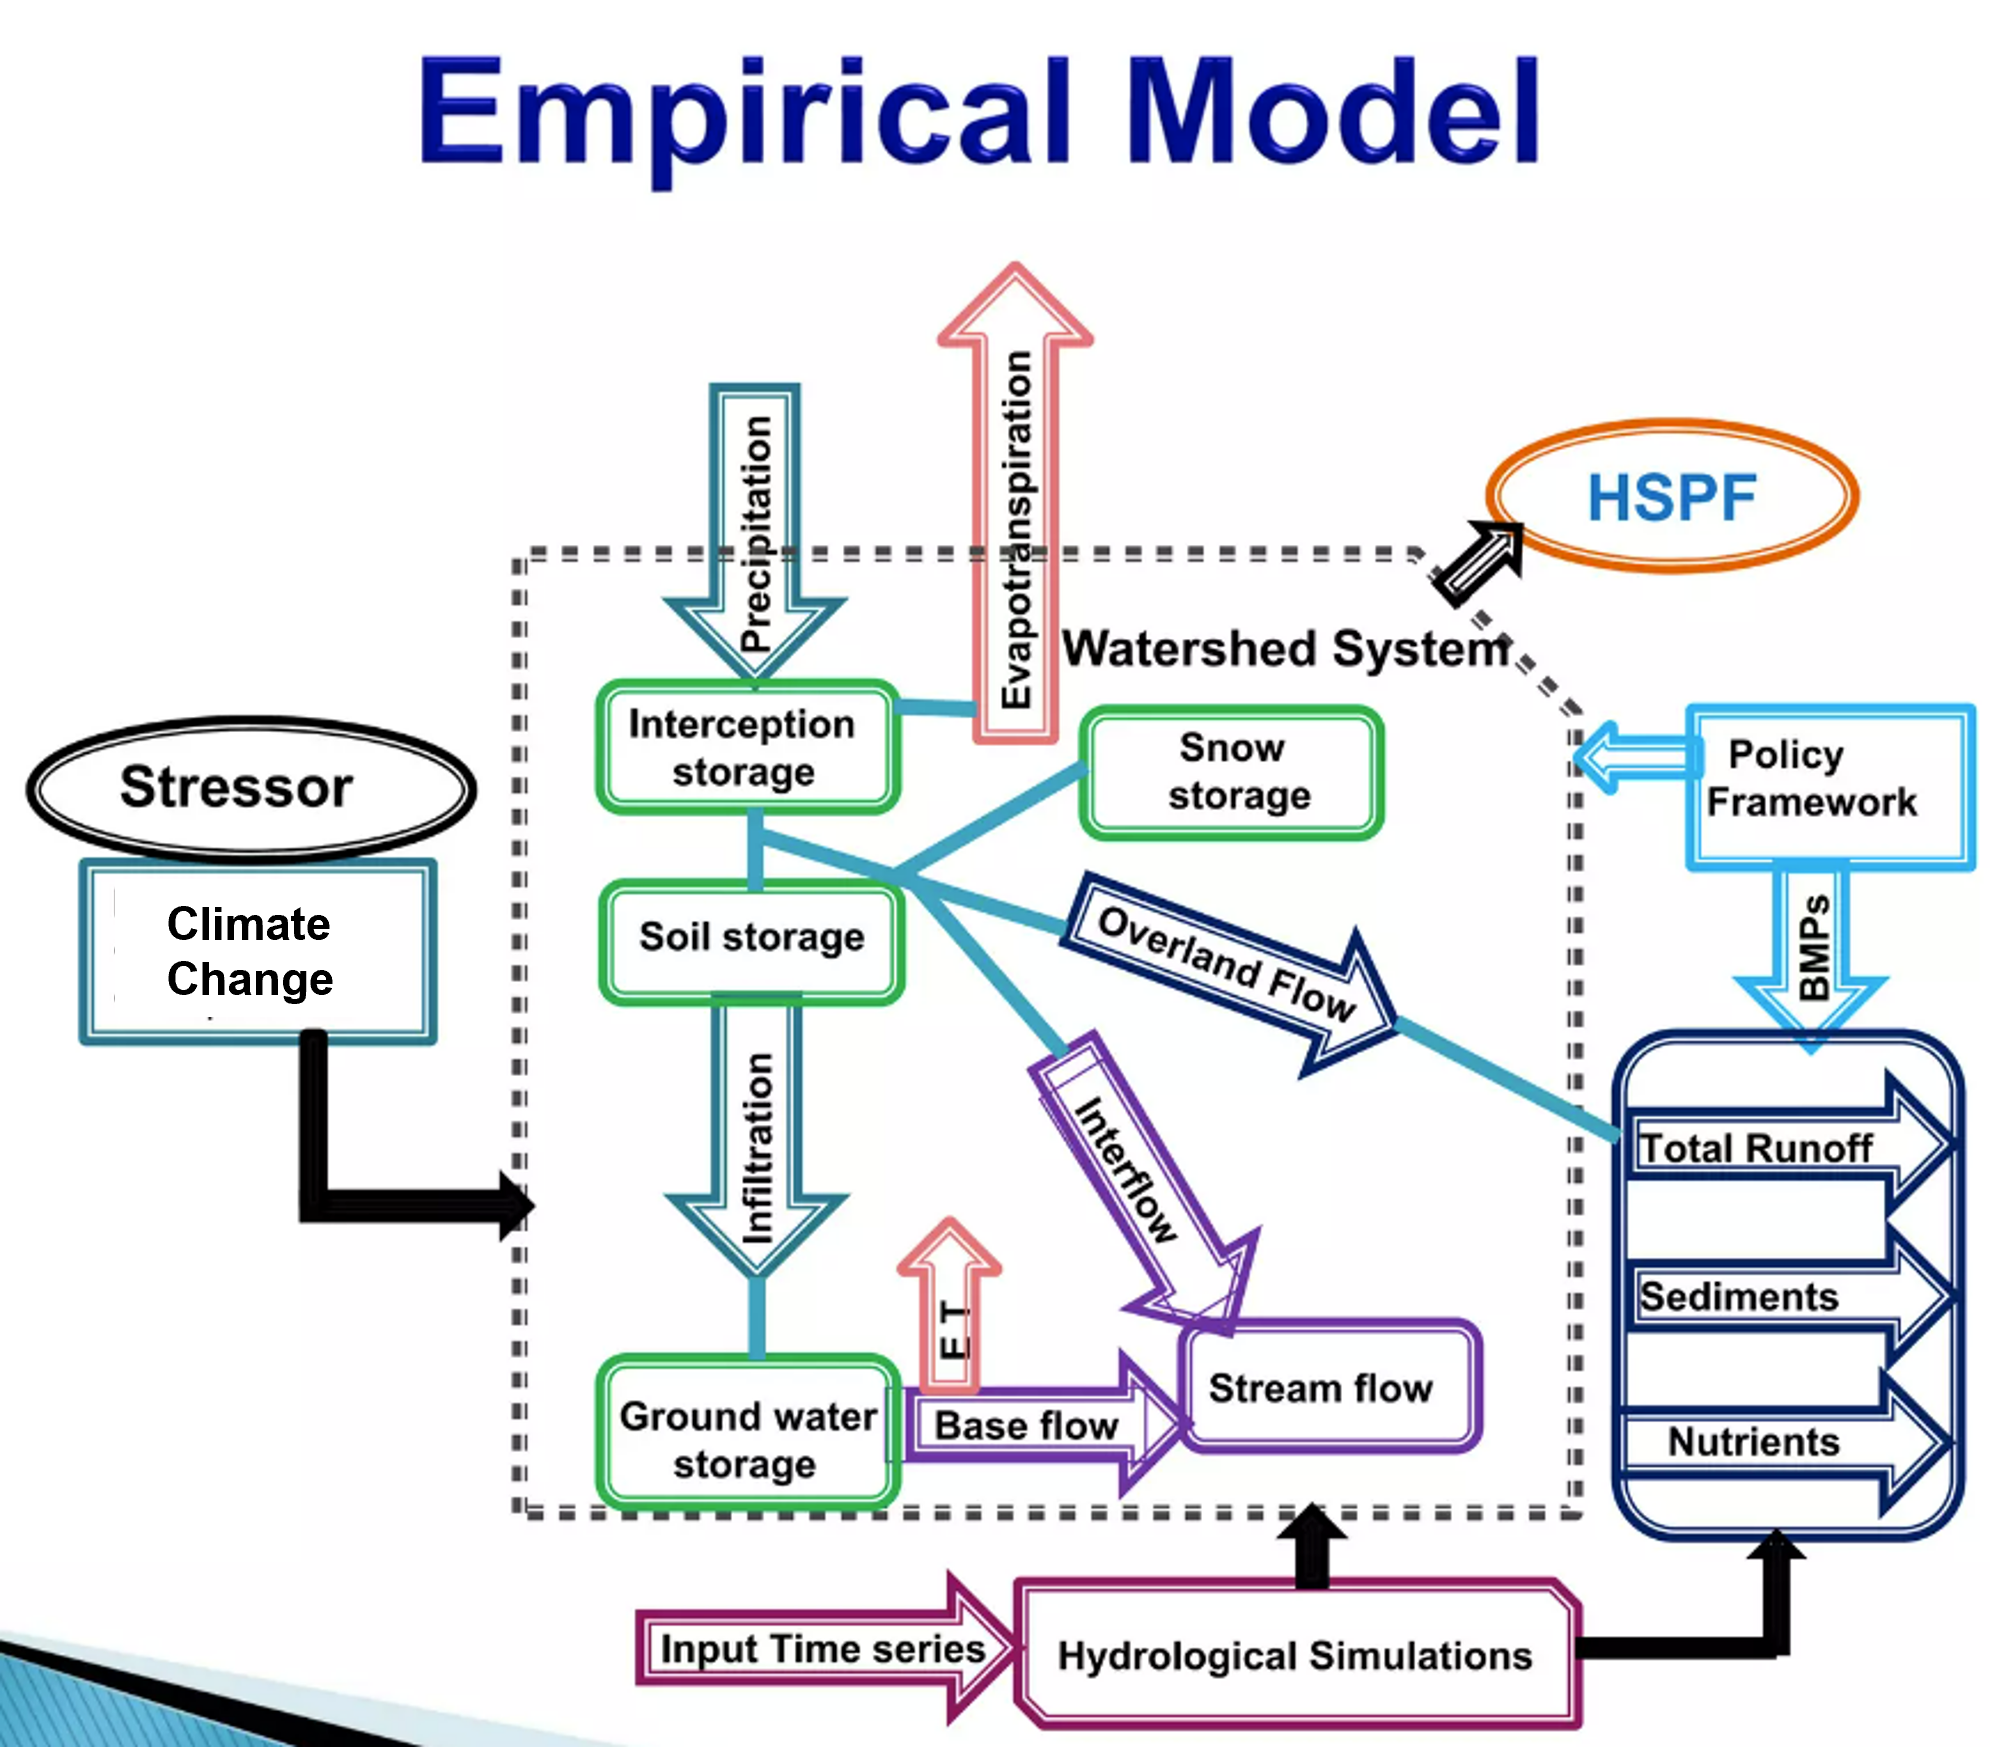 Empirical Model
Precipitation
Evapotranspiration
HSPF
Watershed System
Interception
storage
Snow
storage
Stressor
Climate
Change
Policy
Framework
Soil storage
Overland Flow
BMPs
Infiltration
Interflow
Total Runoff
Sediments
Nutrients
ET
Ground water
storage
Base flow
Stream flow
Input Time series
Hydrological Simulations